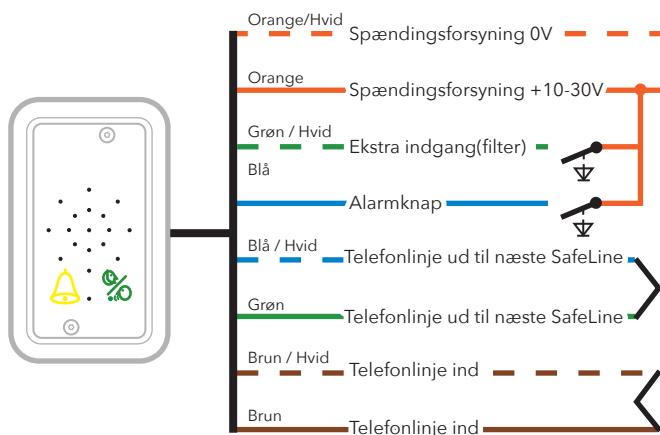 Orange/Hvid
Spændingsforsyning 0V
Orange
Spændingsforsyning +10-30V
Grøn / Hvid
Ekstra indgang(filter)
Blå
Alarmknap
Blå / Hvid
Telefonlinje ud til næste SafeLine
Grøn
Telefonlinje ud til næste SafeLine
Brun / Hvid
Telefonlinje ind
Brun
Telefonlinje ind